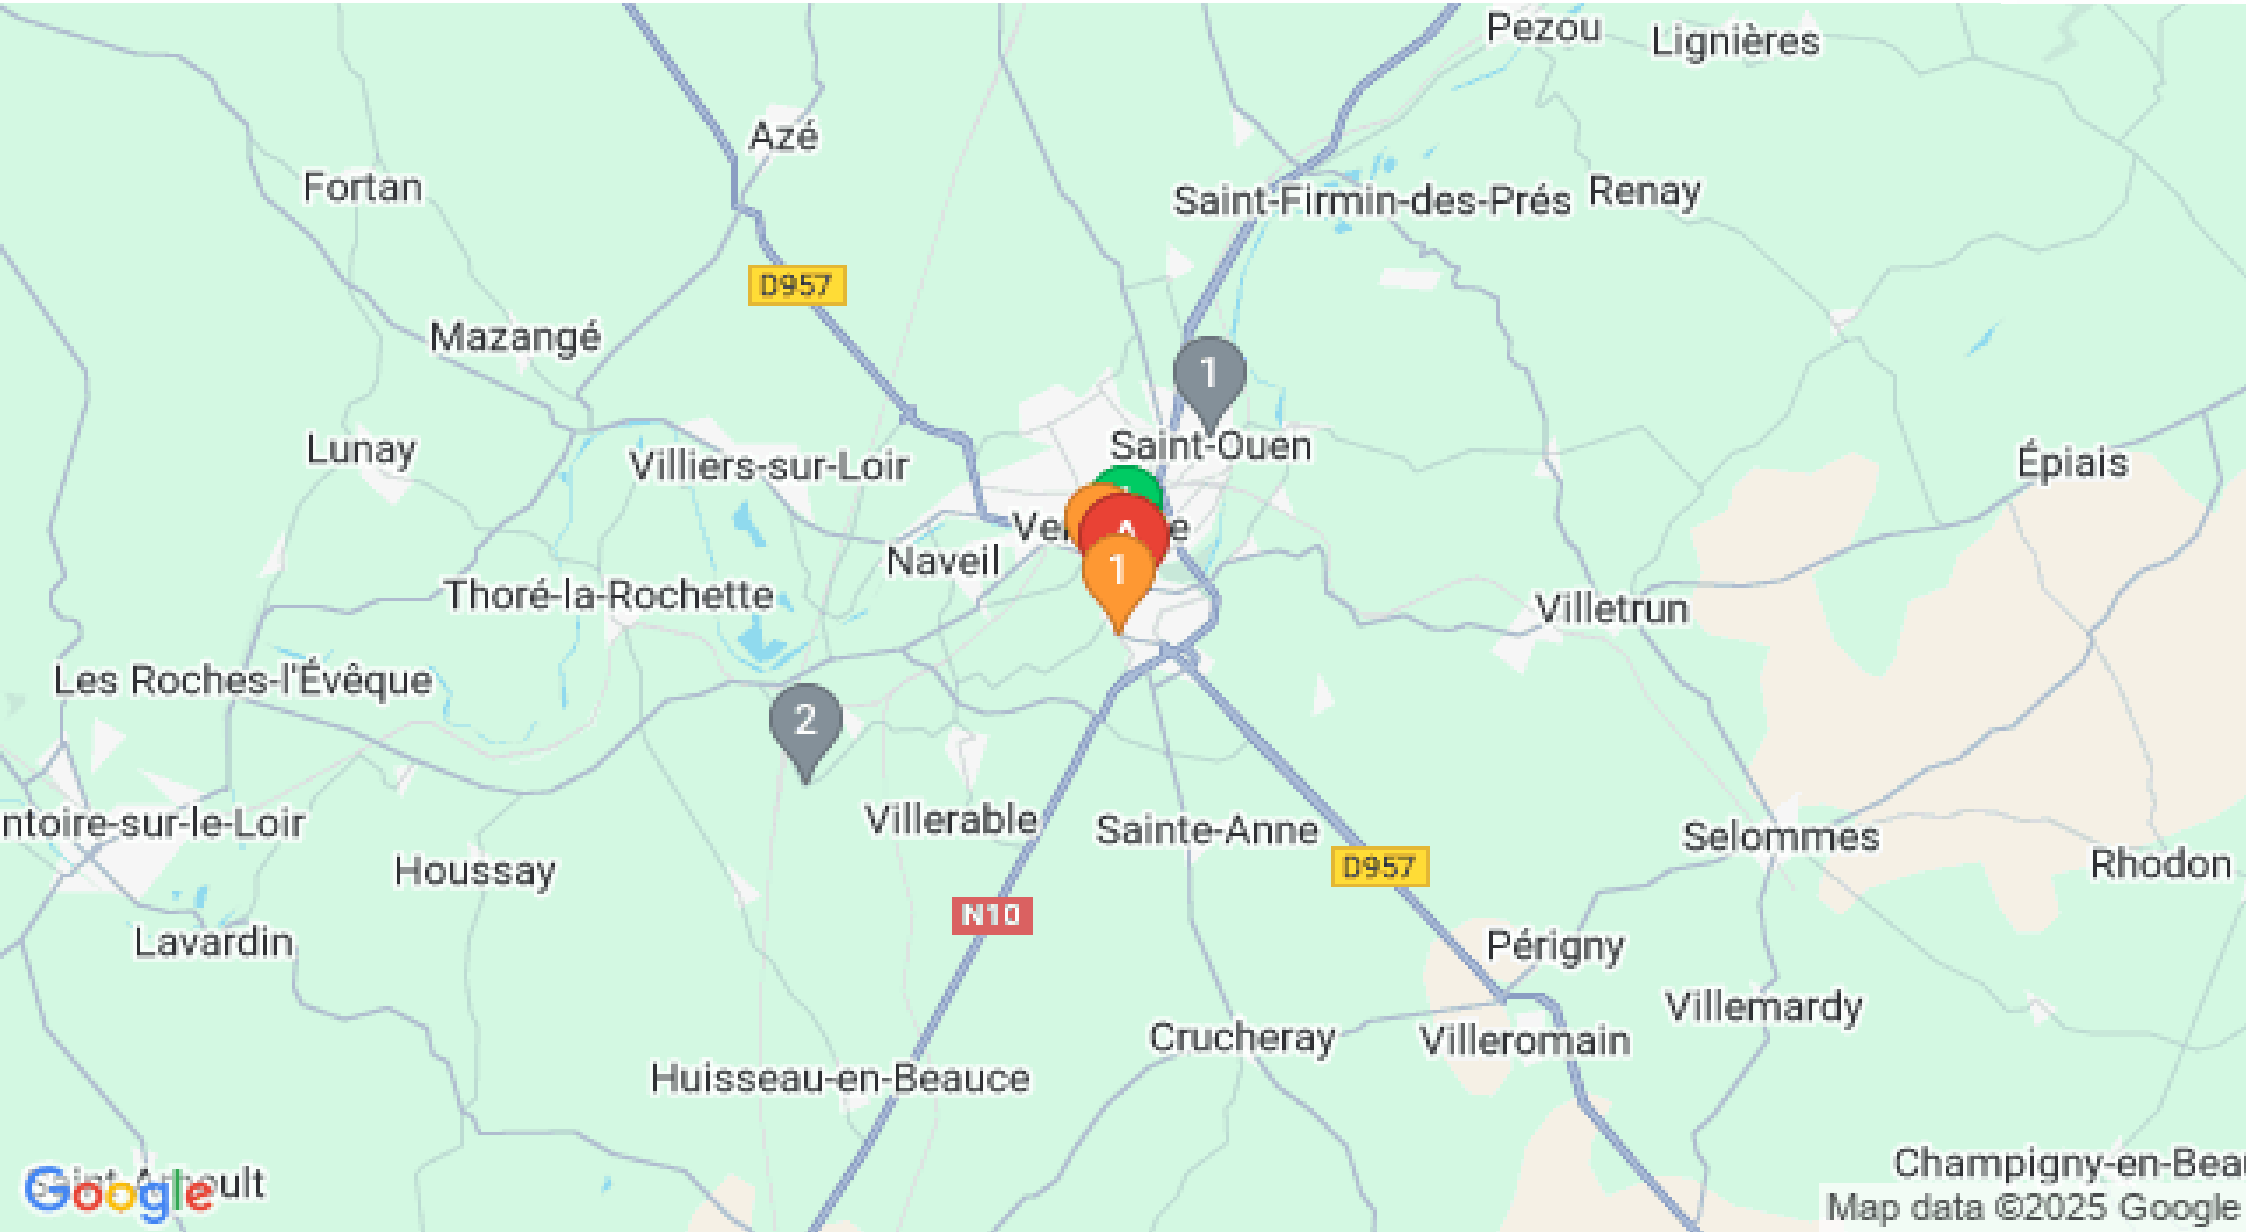 Pezou
Lignières
Azé
Fortan
Saint-Firmin-des-Prés
Renay
D957
Mazangé
1
Lunay
Villiers-sur-Loir
Saint-Ouen
Épiais
A
Naveil
1
Thoré-la-Rochette
Villetrun
Les Roches-l'Évêque
2
ntoire-sur-le-Loir
Villerable
Sainte-Anne
Selommes
D957
Houssay
Rhodon
N10
Lavardin
Périgny
Villemardy
Crucheray
Villeromain
Huisseau-en-Beauce
Champigny-en-Beau
Google
Map data ©2025 Google